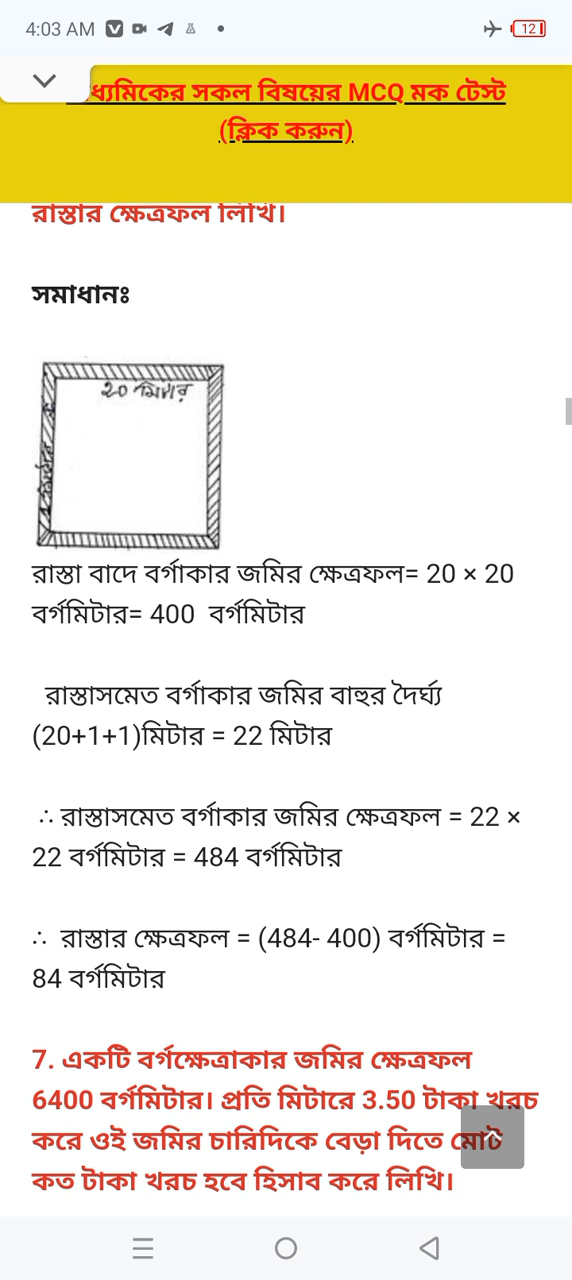 4:03 AM
12
ধ্যমিকের সকল বিষয়ের MCQ মক টেস্ট
(ক্লিক করুন)
রাস্তার ক্ষেত্রফল লিখি।
সমাধানঃ
20 মিটার
রাস্তা বাদে বর্গাকার জমির ক্ষেত্রফল= 20 × 20
বর্গমিটার= 400 বর্গমিটার
রাস্তাসমেত বর্গাকার জমির বাহুর দৈর্ঘ্য
(20+1+1)মিটার = 22 মিটার
∴ রাস্তাসমেত বর্গাকার জমির ক্ষেত্রফল = 22 ×
22 বর্গমিটার = 484 বর্গমিটার
∴ রাস্তার ক্ষেত্রফল = (484- 400) বর্গমিটার =
84 বর্গমিটার
7. একটি বর্গক্ষেত্রাকার জমির ক্ষেত্রফল
6400 বর্গমিটার। প্রতি মিটারে 3.50 টাকা খরচ
করে ওই জমির চারিদিকে বেড়া দিতে মোট
কত টাকা খরচ হবে হিসাব করে লিখি।